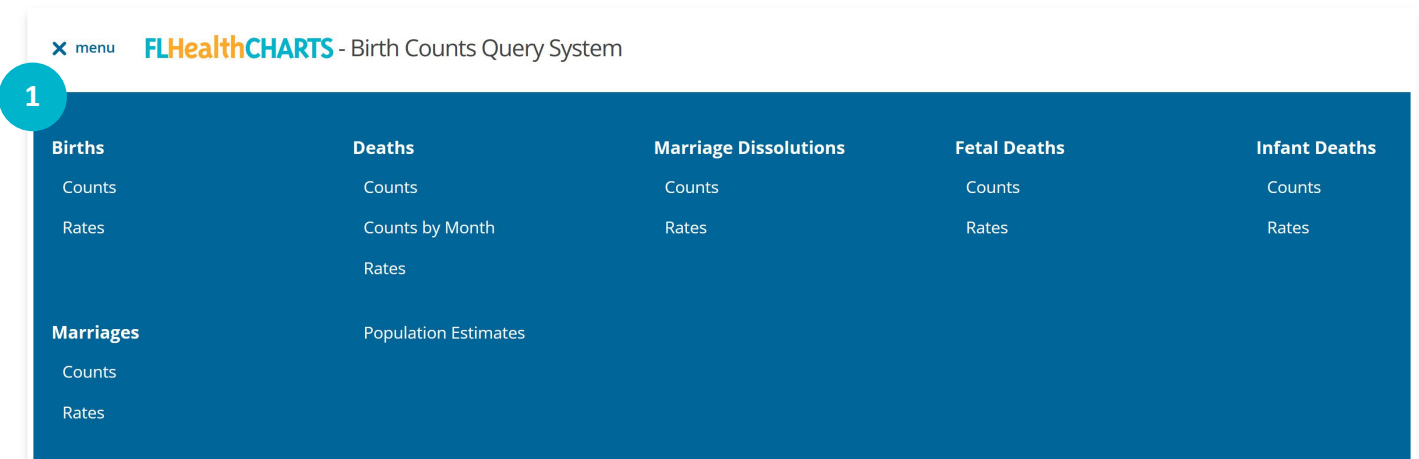 menu FLHealthCHARTS - Birth Counts Query System
1
Births Deaths Marriage Dissolutions Fetal Deaths Infant Deaths
Counts Counts Counts Counts Counts
Rates Counts by Month Rates Rates Rates
Rates
Marriages Population Estimates
Counts
Rates